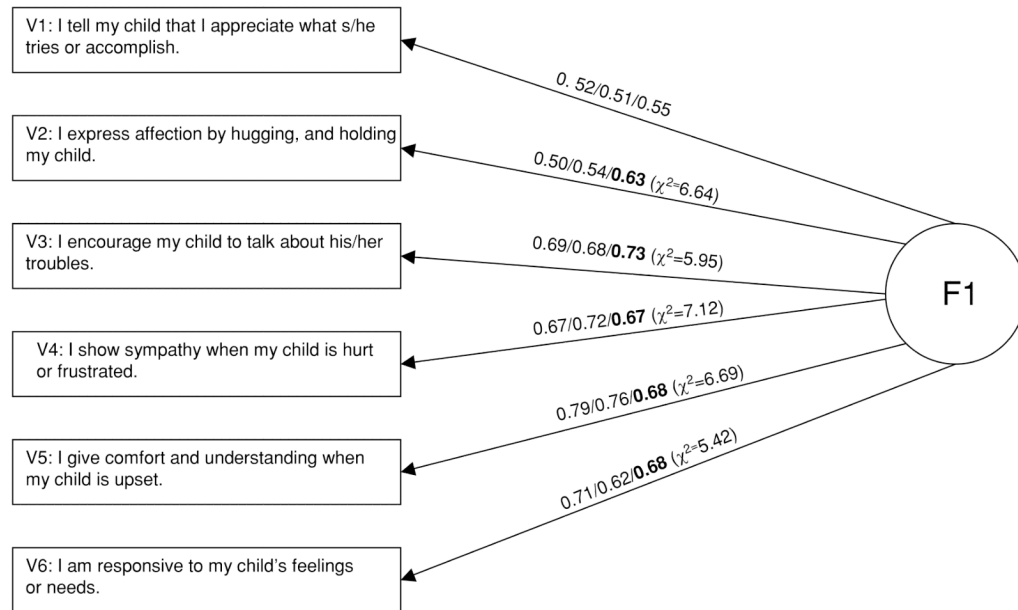 V1: I tell my child that I appreciate what s/he
tries or accomplish.
0. 52/0.51/0.55
V2: I express affection by hugging, and holding
my child.
0.50/0.54/0.63 (χ²⁼6.64)
V3: I encourage my child to talk about his/her
troubles.
0.69/0.68/0.73 (χ²=5.95)
F1
V4: I show sympathy when my child is hurt
or frustrated.
0.67/0.72/0.67 (χ²=7.12)
V5: I give comfort and understanding when
my child is upset.
0.79/0.76/0.68 (χ²=6.69)
V6: I am responsive to my child's feelings
or needs.
0.71/0.62/0.68 (χ²⁼5.42)